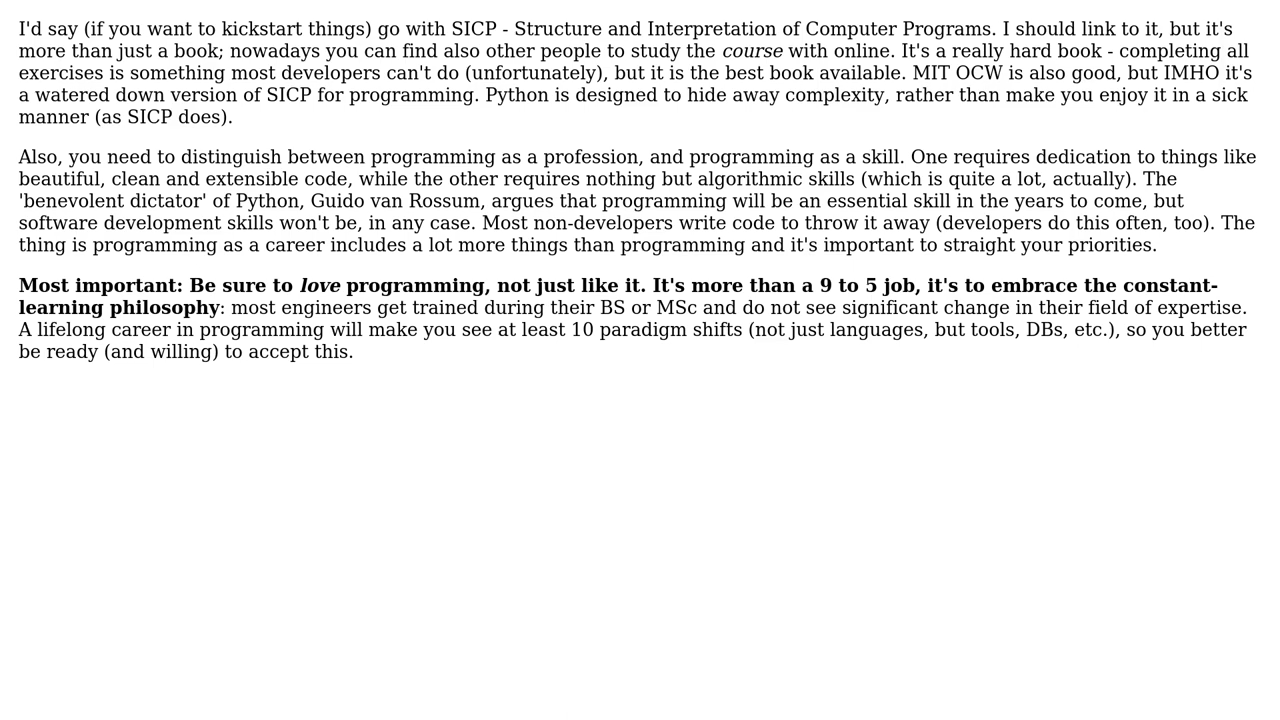 I'd say (if you want to kickstart things) go with SICP - Structure and Interpretation of Computer Programs. I should link to it, but it's
more than just a book; nowadays you can find also other people to study the course with online. It's a really hard book - completing all
exercises is something most developers can't do (unfortunately), but it is the best book available. MIT OCW is also good, but IMHO it's
a watered down version of SICP for programming. Python is designed to hide away complexity, rather than make you enjoy it in a sick
manner (as SICP does).
Also, you need to distinguish between programming as a profession, and programming as a skill. One requires dedication to things like
beautiful, clean and extensible code, while the other requires nothing but algorithmic skills (which is quite a lot, actually). The
'benevolent dictator' of Python, Guido van Rossum, argues that programming will be an essential skill in the years to come, but
software development skills won't be, in any case. Most non-developers write code to throw it away (developers do this often, too). The
thing is programming as a career includes a lot more things than programming and it's important to straight your priorities.
Most important: Be sure to love programming, not just like it. It's more than a 9 to 5 job, it's to embrace the constant-
learning philosophy: most engineers get trained during their BS or MSc and do not see significant change in their field of expertise.
A lifelong career in programming will make you see at least 10 paradigm shifts (not just languages, but tools, DBs, etc.), so you better
be ready (and willing) to accept this.